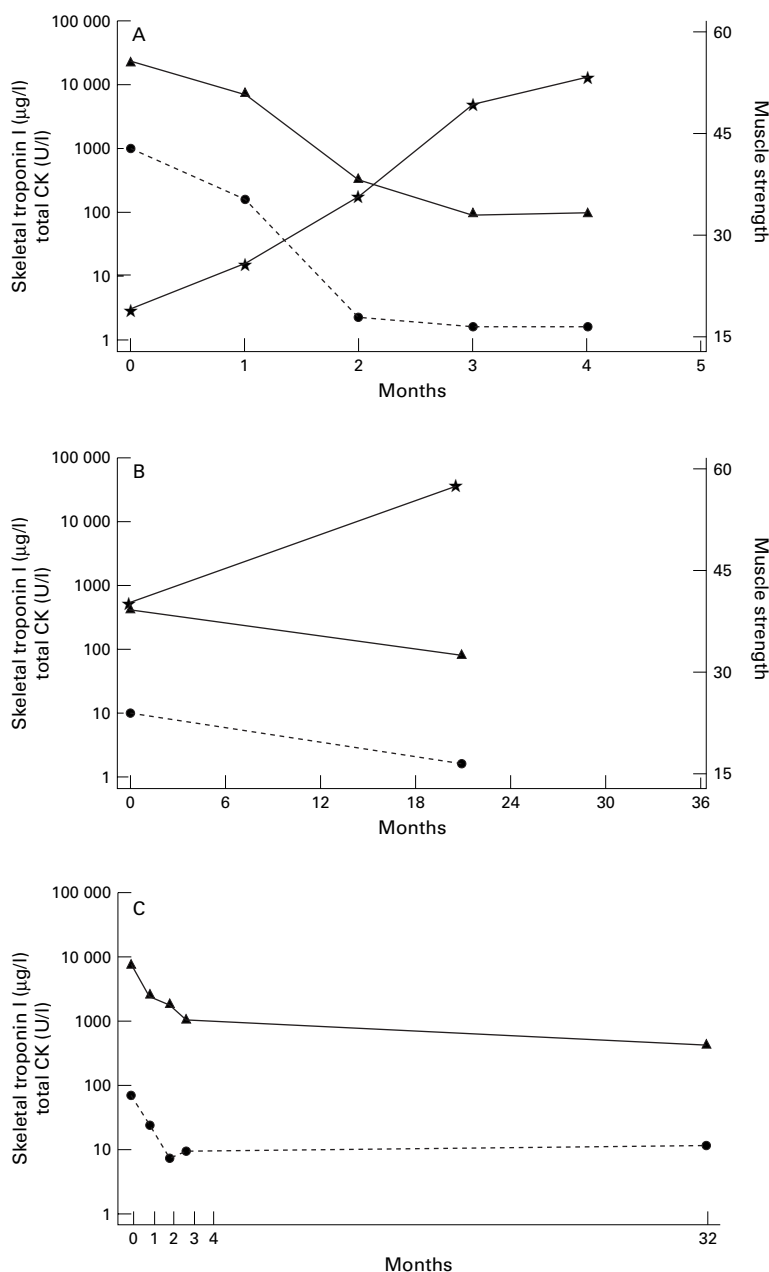 A
100 000
10 000
1000
100
10
1
Skeletal troponin I (µg/l)
total CK (U/l)
60
45
30
15
Muscle strength
0 1 2 3 4 5
Months
B
100 000
10 000
1000
100
10
1
Skeletal troponin I (µg/l)
total CK (U/l)
60
45
30
15
Muscle strength
0 6 12 18 24 30 36
Months
C
100 000
10 000
1000
100
10
1
Skeletal troponin I (µg/l)
total CK (U/l)
0 1 2 3 4 32
Months